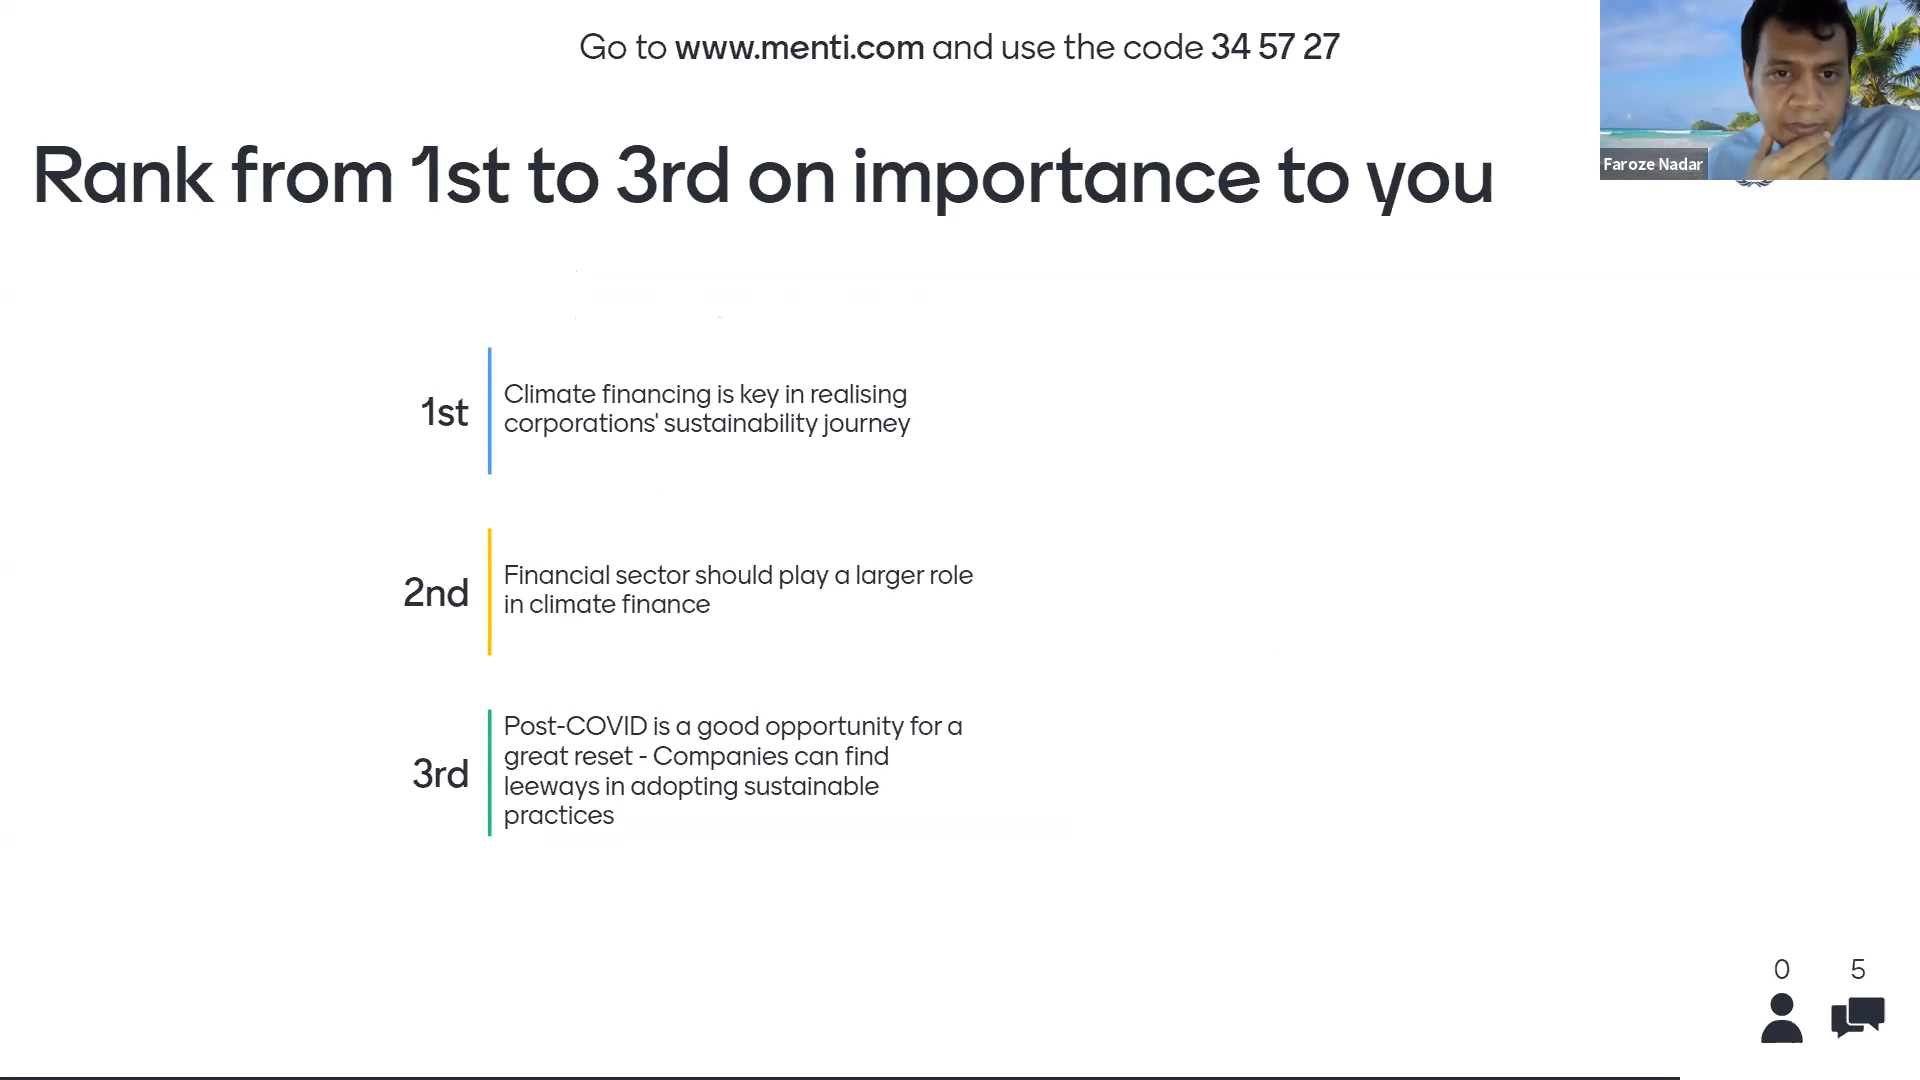 Go to www.menti.com and use the code 34 57 27
Rank from 1st to 3rd on importance to you
Faroze Nadar
1st
Climate financing is key in realising
corporations' sustainability journey
2nd
Financial sector should play a larger role
in climate finance
3rd
Post-COVID is a good opportunity for a
great reset - Companies can find
leeways in adopting sustainable
practices
0 5